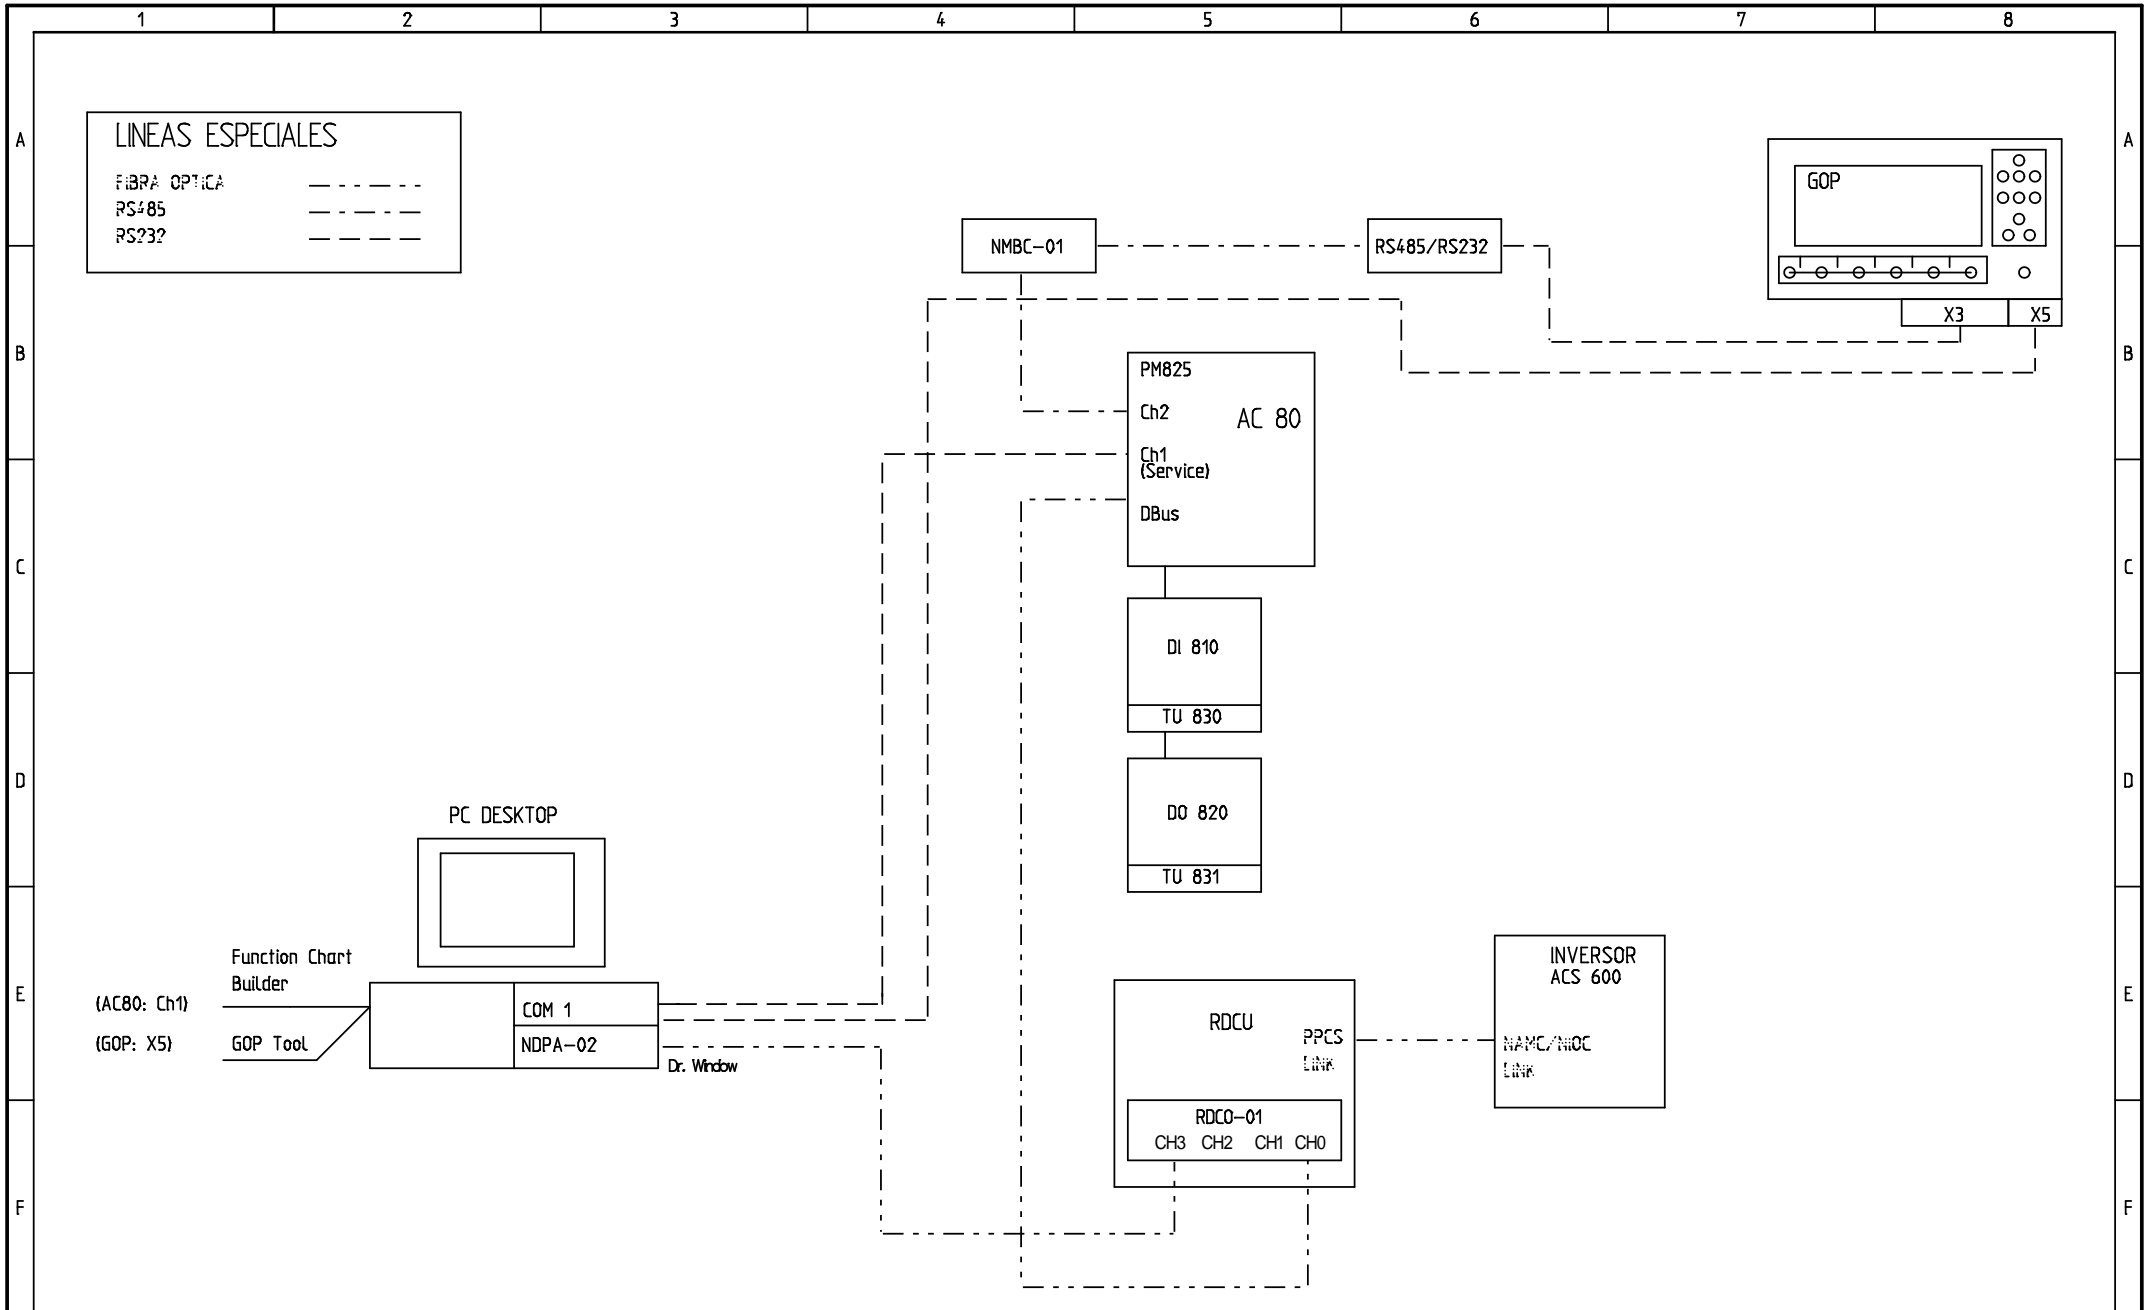 1 2 3 4 5 6 7 8
A A
LINEAS ESPECIALES
FIBRA OPTICA
RS485
RS232
GOP
NMBC-01
RS485/RS232
X3 X5
B B
PM825
Ch2
AC 80
Ch1
(Service)
DBus
C C
DI 810
TU 830
D D
DO 820
TU 831
PC DESKTOP
Function Chart
Builder
(AC80: Ch1)
(GOP: X5)
GOP Tool
COM 1
NDPA-02
Dr. Window
E E
RDCU
PPCS
LINK
INVERSOR
ACS 600
NAMC/NIOC
LINK
RDCO-01
CH3 CH2 CH1 CH0
F F